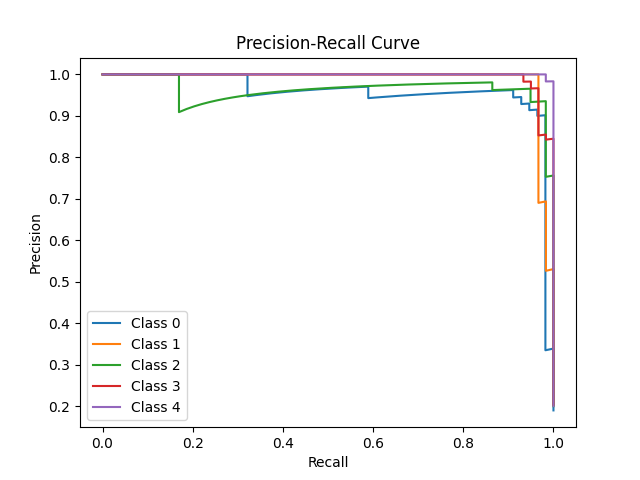 Precision-Recall Curve
1.0
0.9
0.8
0.7
0.6
0.5
0.4
0.3
0.2
Precision
Class 0
Class 1
Class 2
Class 3
Class 4
0.0 0.2 0.4 0.6 0.8 1.0
Recall